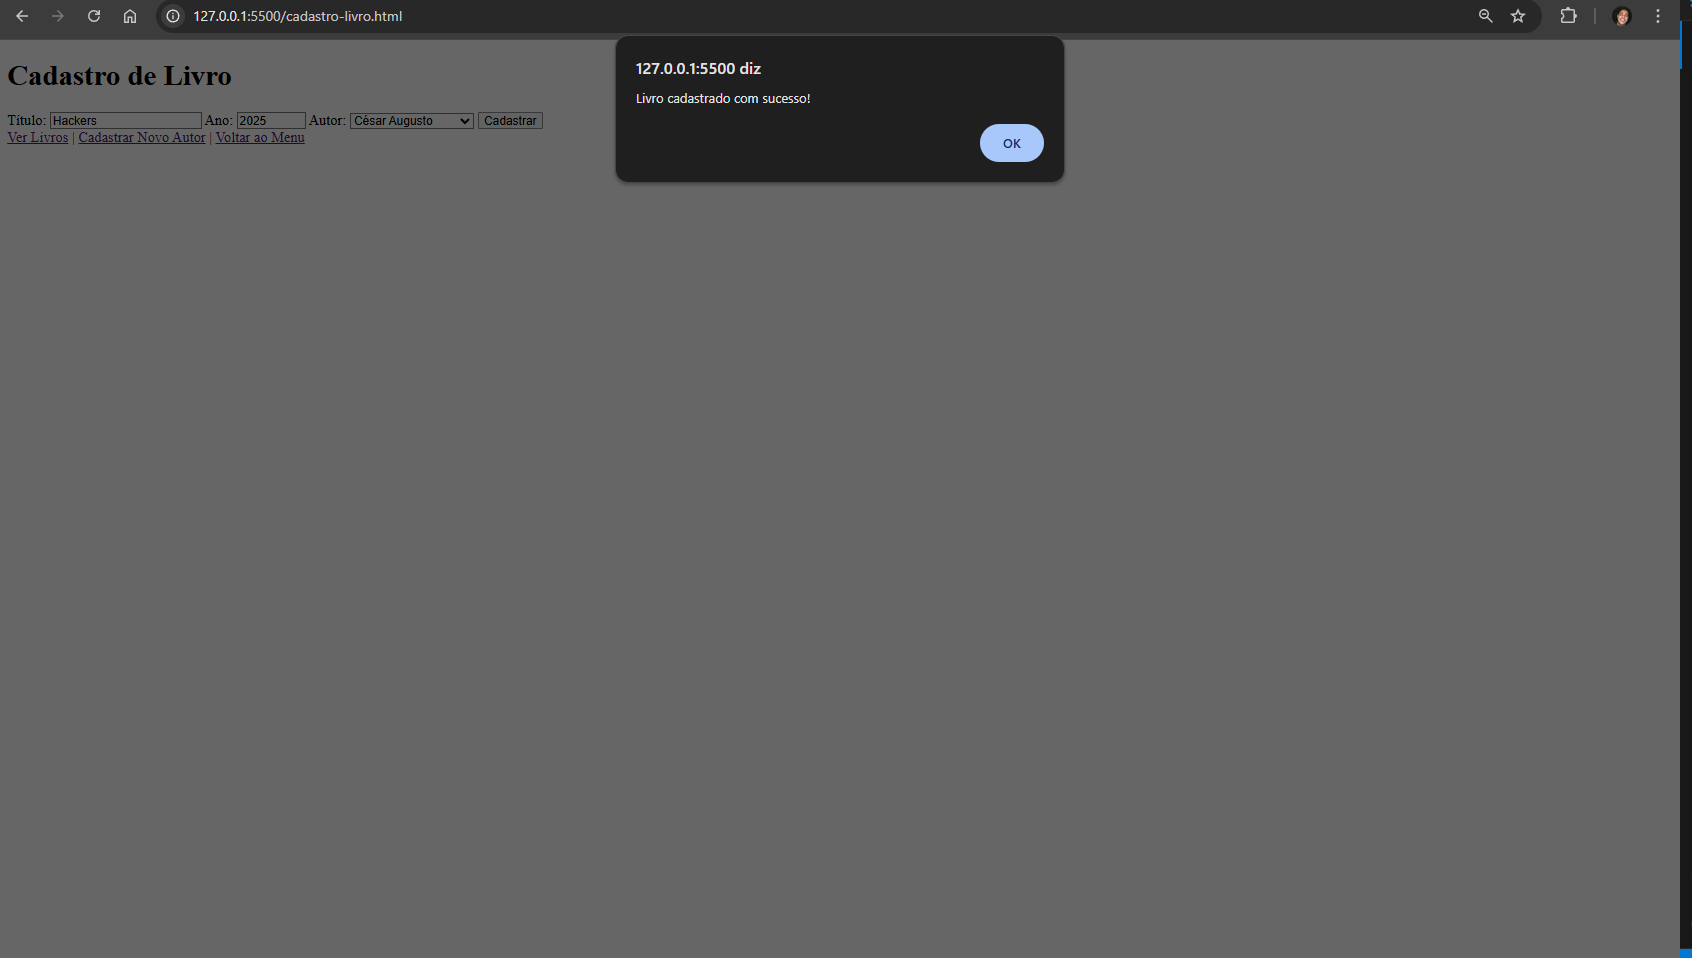 127.0.0.1:5500/cadastro-livro.html
127.0.0.1:5500 diz
Livro cadastrado com sucesso!
OK
Cadastro de Livro
Título: Hackers Ano: 2025 Autor: César Augusto Cadastrar
Ver Livros | Cadastrar Novo Autor | Voltar ao Menu